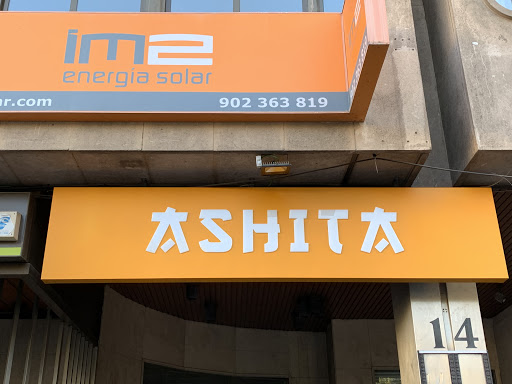 im2
energia solar
ar.com
902 363 819
ASHITA
14